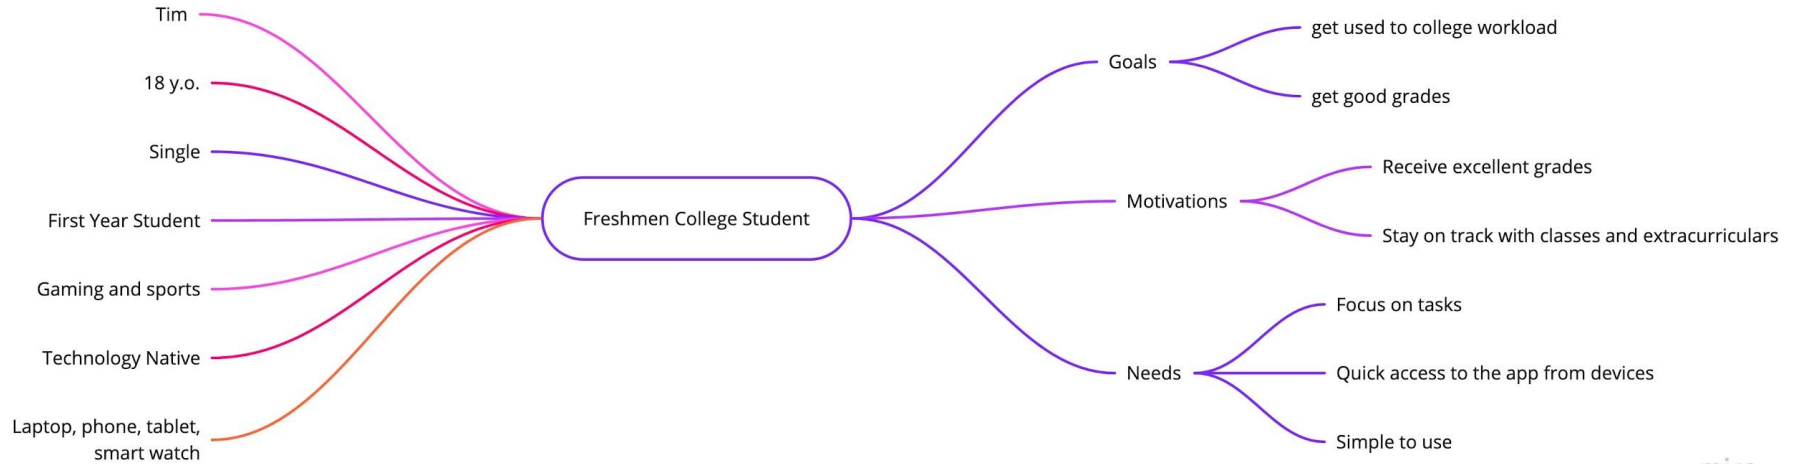 Tim
18 y.o.
Single
First Year Student
Gaming and sports
Technology Native
Laptop, phone, tablet,
smart watch
Freshmen College Student
Goals
get used to college workload
get good grades
Motivations
Receive excellent grades
Stay on track with classes and extracurriculars
Needs
Focus on tasks
Quick access to the app from devices
Simple to use